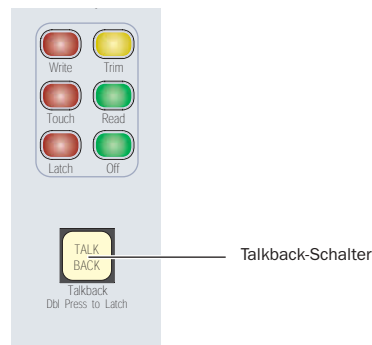 Write Trim
Touch Read
Latch Off
TALK
BACK
Talkback-Schalter
Talkback
Dbl Press to Latch